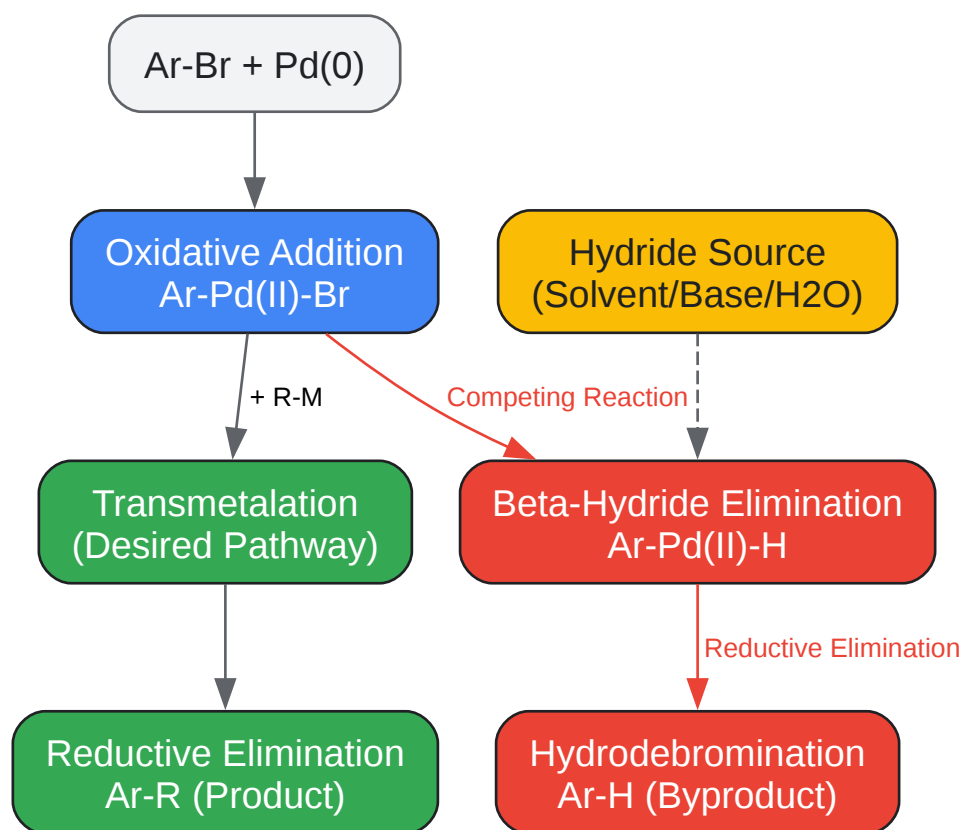 Ar-Br + Pd(0)
Oxidative Addition
Ar-Pd(II)-Br
Hydride Source
(Solvent/Base/H2O)
+ R-M
Competing Reaction
Transmetalation
(Desired Pathway)
Beta-Hydride Elimination
Ar-Pd(II)-H
Reductive Elimination
Reductive Elimination
Ar-R (Product)
Hydrodebromination
Ar-H (Byproduct)